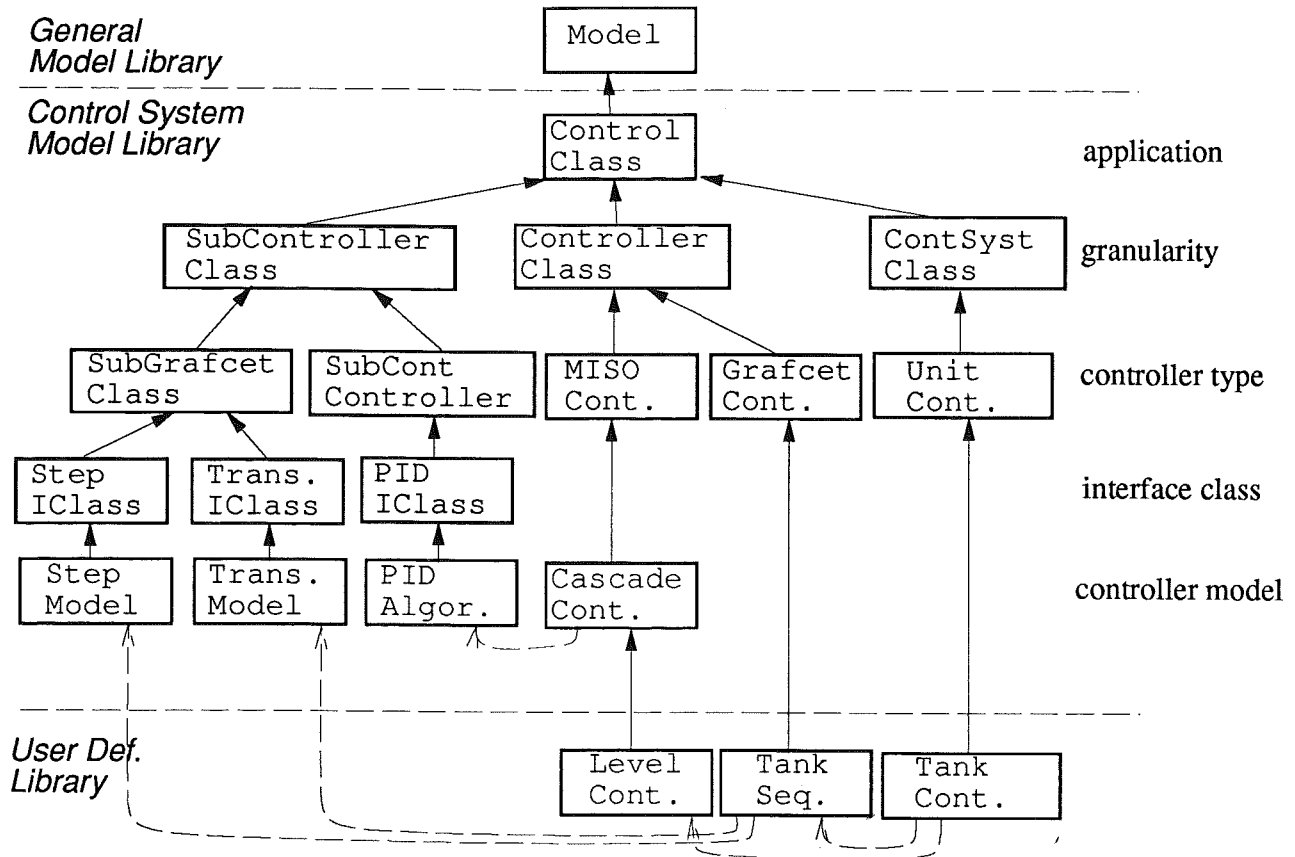 General
Model Library
Model
Control System
Model Library
Control
Class
application
SubController
Class
Controller
Class
ContSyst
Class
granularity
SubGrafcet
Class
SubCont
Controller
MISO
Cont.
Grafcet
Cont.
Unit
Cont.
controller type
Step
IClass
Trans.
IClass
PID
IClass
interface class
Step
Model
Trans.
Model
PID
Algor.
Cascade
Cont.
controller model
User Def.
Library
Level
Cont.
Tank
Seq.
Tank
Cont.